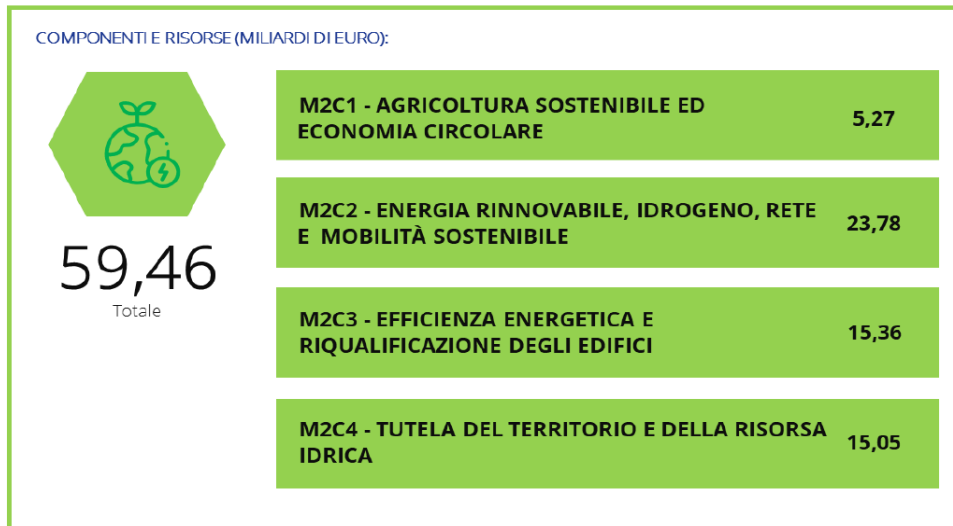 COMPONENTI E RISORSE (MILIARDI DI EURO):
59,46
Totale
M2C1 - AGRICOLTURA SOSTENIBILE ED
ECONOMIA CIRCOLARE
5,27
M2C2 - ENERGIA RINNOVABILE, IDROGENO, RETE
E MOBILITÀ SOSTENIBILE
23,78
M2C3 - EFFICIENZA ENERGETICA E
RIQUALIFICAZIONE DEGLI EDIFICI
15,36
M2C4 - TUTELA DEL TERRITORIO E DELLA RISORSA
IDRICA
15,05